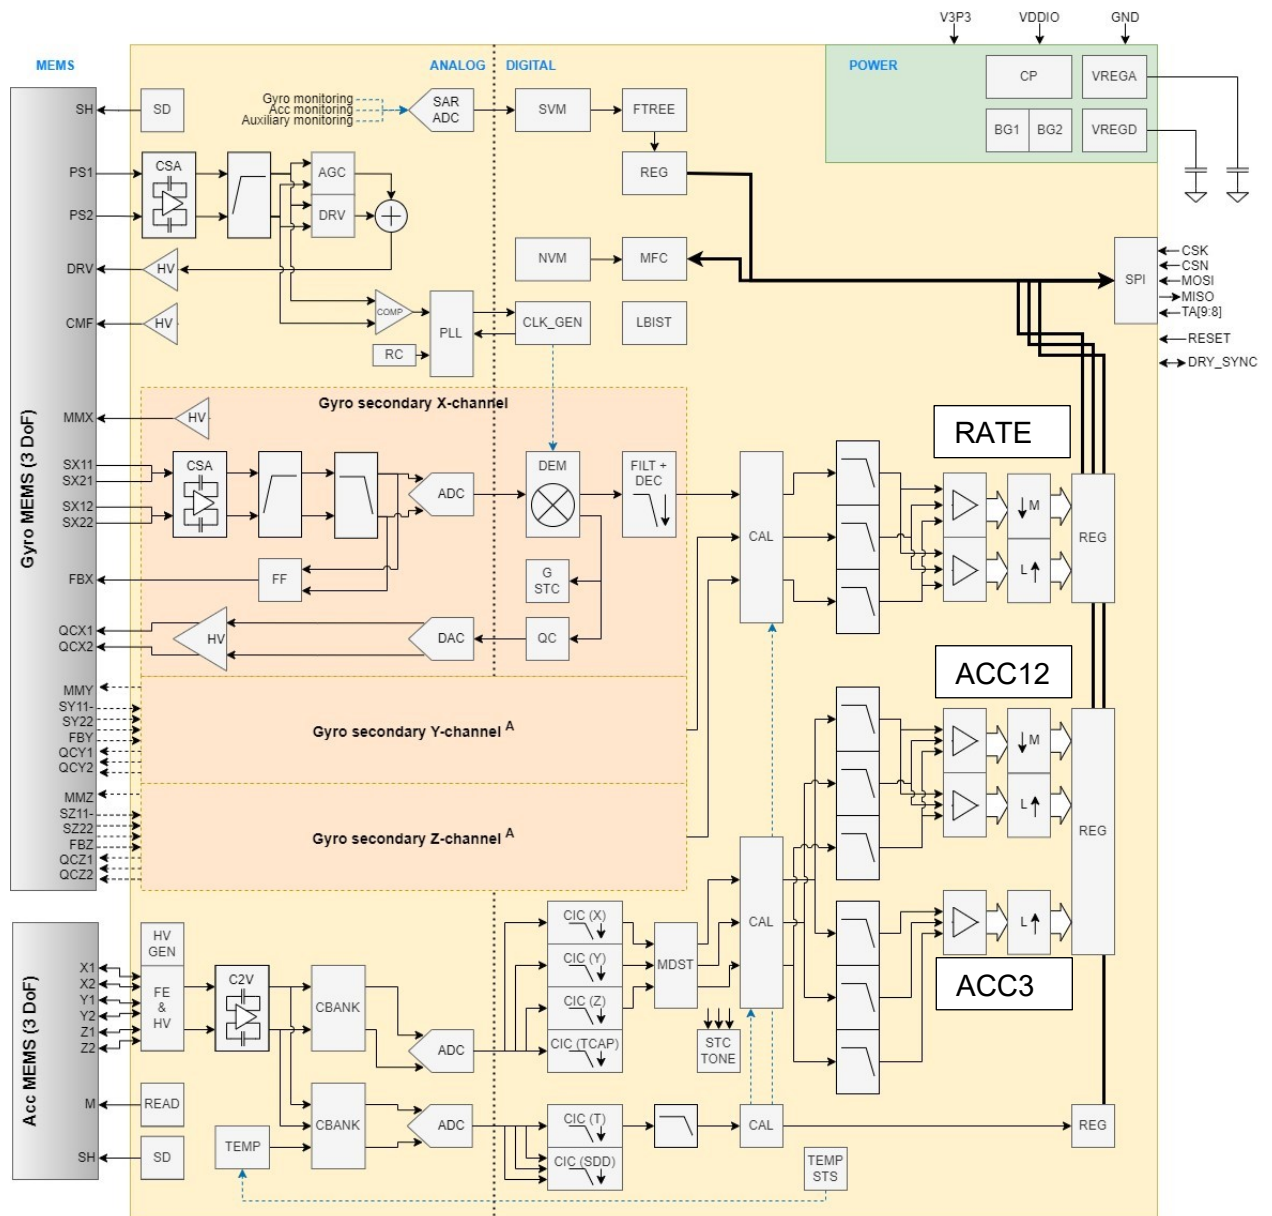 V3P3
VDDIO
GND
MEMS
ANALOG
DIGITAL
POWER
CP
VREGA
BG1
BG2
VREGD
SH
SD
Gyro monitoring
Acc monitoring
Auxiliary monitoring
SAR
ADC
SVM
FTREE
REG
PS1
PS2
CSA
AGC
DRV
DRV
HV
CMF
HV
COMP
RC
PLL
NVM
MFC
CLK_GEN
LBIST
SPI
CSK
CSN
MOSI
MISO
TA[9:8]
RESET
DRY_SYNC
Gyro MEMS (3 DoF)
Gyro secondary X-channel
MMX
HV
SX11
SX21
SX12
SX22
CSA
ADC
DEM
FILT +
DEC
CAL
RATE
M
L
REG
FBX
FF
G
STC
QCX1
QCX2
HV
DAC
QC
MMY
SY11-
SY22
FBY
QCY1
QCY2
Gyro secondary Y-channel A
MMZ
SZ11-
SZ22
FBZ
QCZ1
QCZ2
Gyro secondary Z-channel A
ACC12
M
L
REG
ACC3
L
Acc MEMS (3 DoF)
HV
GEN
X1
X2
Y1
Y2
Z1
Z2
FE
&
HV
C2V
CBANK
ADC
CIC (X)
CIC (Y)
CIC (Z)
CIC (TCAP)
MDST
CAL
STC
TONE
M
READ
SH
SD
TEMP
CBANK
ADC
CIC (T)
CIC (SDD)
CAL
TEMP
STS
REG